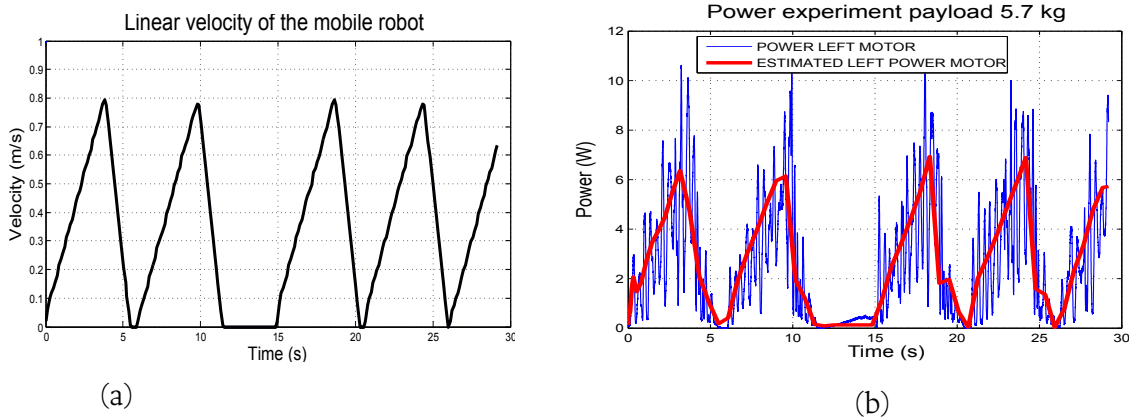 Linear velocity of the mobile robot
1
0.9
0.8
0.7
0.6
0.5
0.4
0.3
0.2
0.1
0
Velocity (m/s)
0 5 10 15 20 25 30
Time (s)
(a)
Power experiment payload 5.7 kg
POWER LEFT MOTOR
ESTIMATED LEFT POWER MOTOR
12
10
8
6
4
2
0
Power (W)
0 5 10 15 20 25 30
Time (s)
(b)